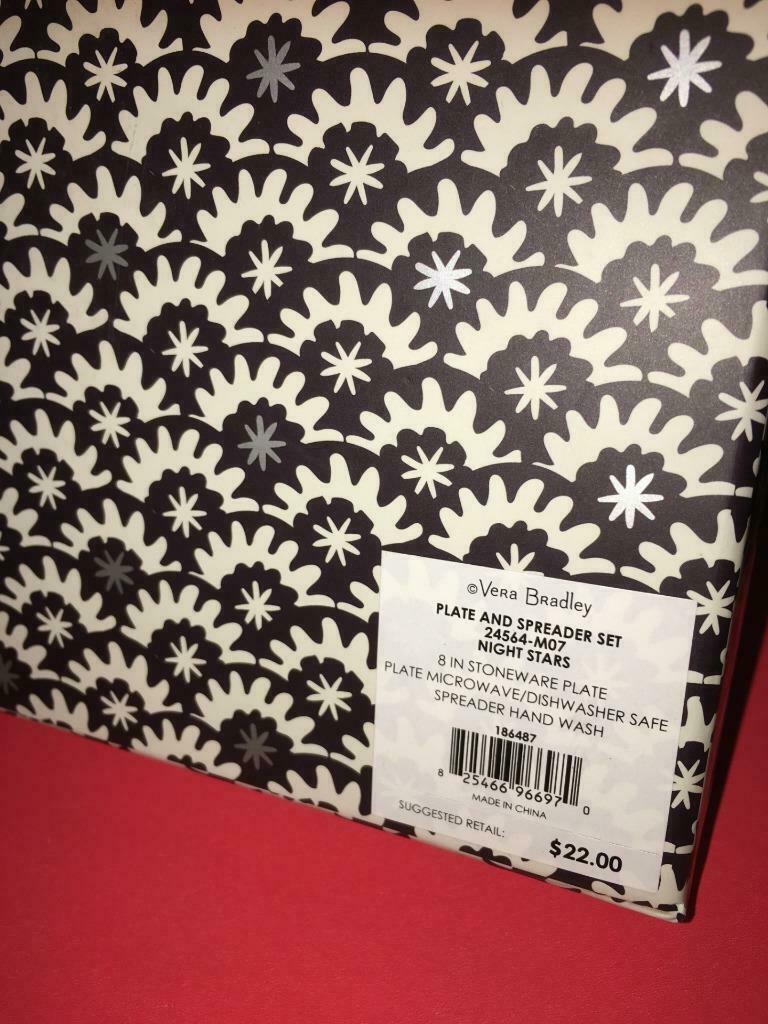 ©Vera Bradley
PLATE AND SPREADER SET
24564-M07
NIGHT STARS
8 IN STONEWARE PLATE
PLATE MICROWAVE/DISHWASHER SAFE
SPREADER HAND WASH
186487
8 25466 96697 0
MADE IN CHINA
SUGGESTED RETAIL:
$22.00